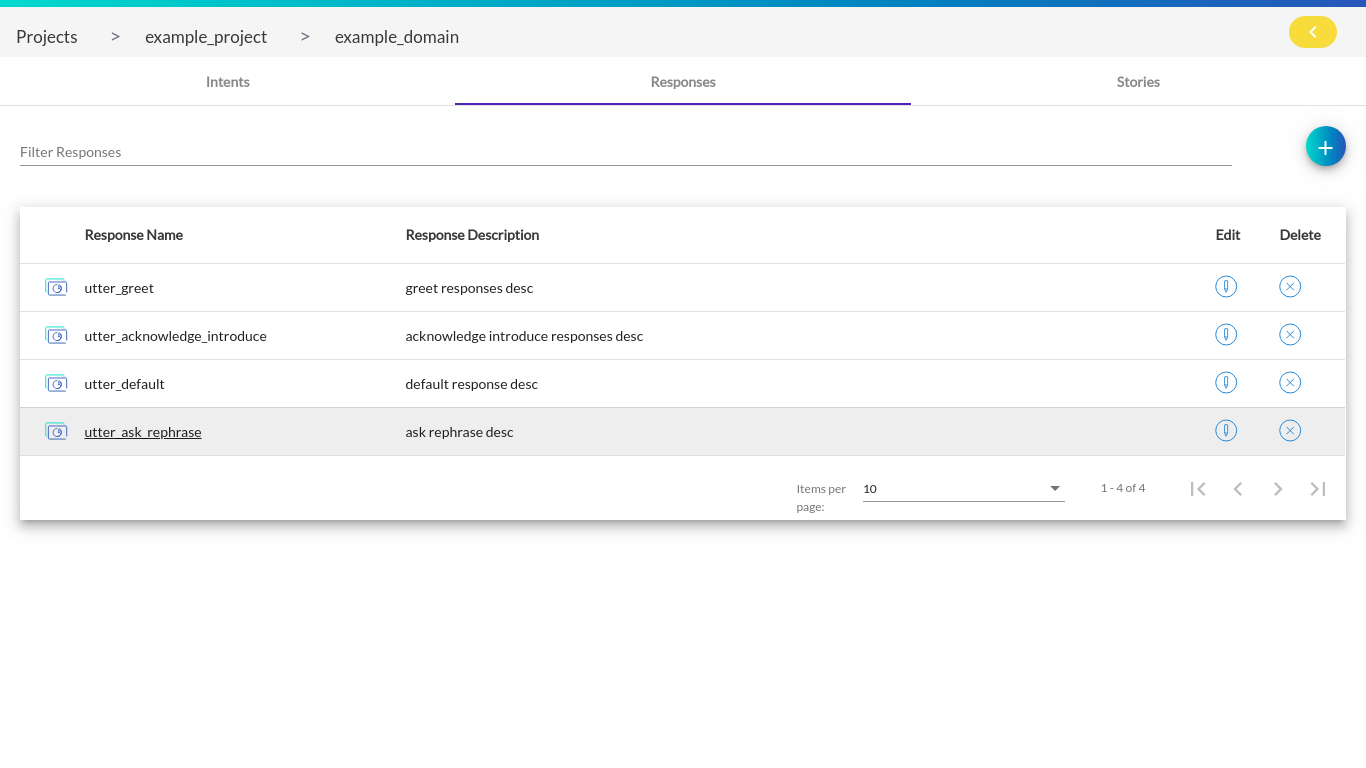 Projects > example_project > example_domain
Intents Responses Stories
Filter Responses
Response Name Response Description Edit Delete
utter_greet greet responses desc
utter_acknowledge_introduce acknowledge introduce responses desc
utter_default default response desc
utter_ask_rephrase ask rephrase desc
Items per page: 10 1 - 4 of 4